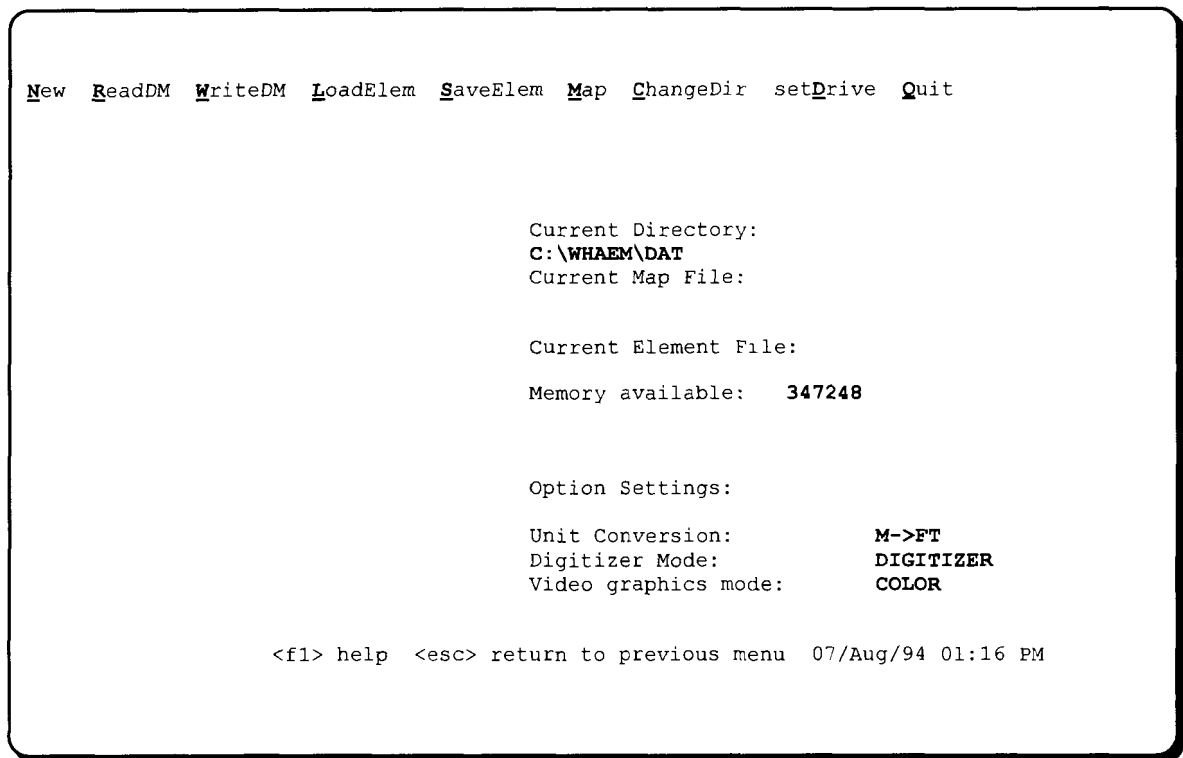 New ReadDM WriteDM LoadElem SaveElem Map ChangeDir setDrive Quit
Current Directory:
C:\WHAEM\DAT
Current Map File:
Current Element File:
Memory available: 347248
Option Settings:
Unit Conversion: M->FT
Digitizer Mode: DIGITIZER
Video graphics mode: COLOR
<f1> help <esc> return to previous menu 07/Aug/94 01:16 PM